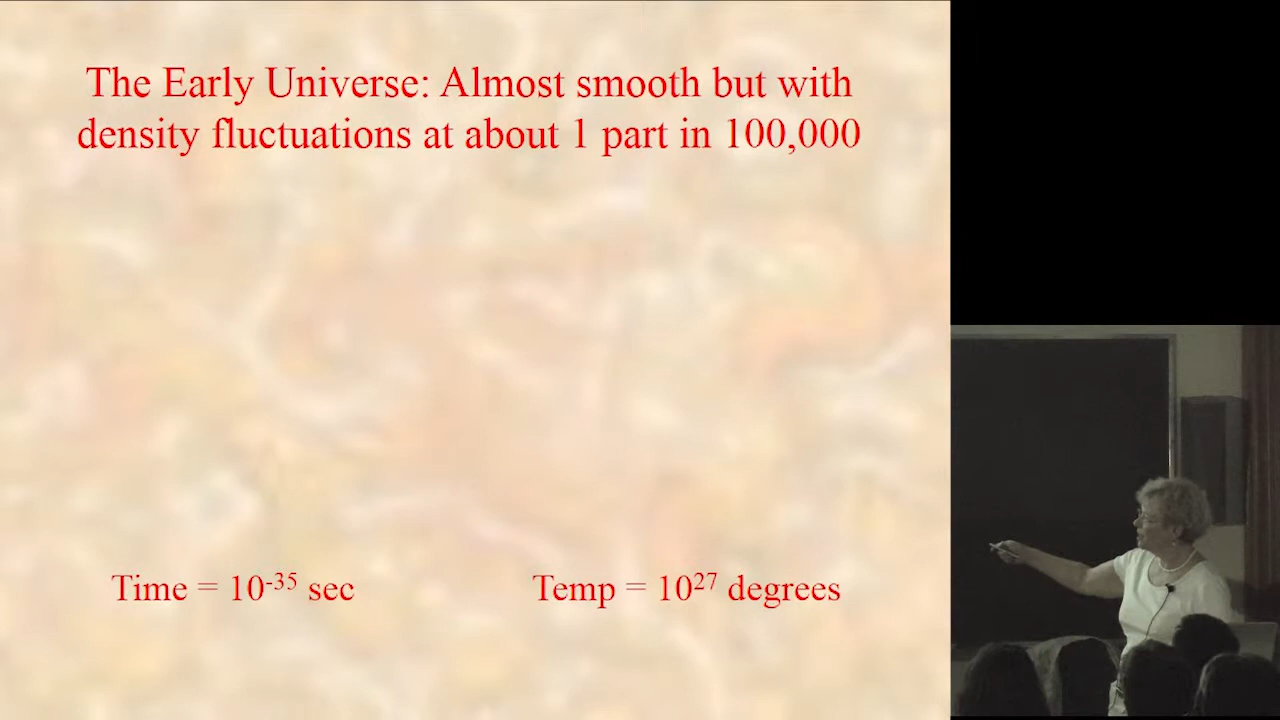 The Early Universe: Almost smooth but with
density fluctuations at about 1 part in 100,000
Time = 10⁻³⁵ sec
Temp = 10²⁷ degrees